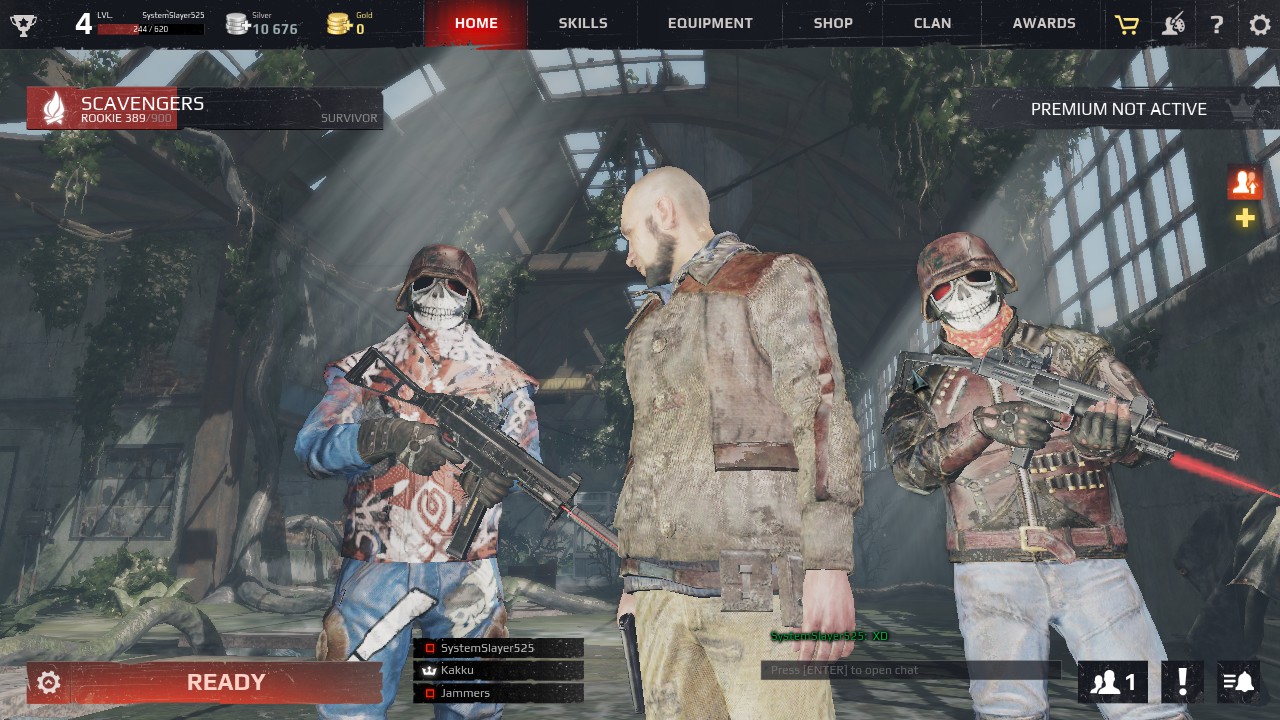 4
LVL.
SystemSlayer525
244 / 620
Silver
10 676
Gold
0
HOME
SKILLS
EQUIPMENT
SHOP
CLAN
AWARDS
?
SCAVENGERS
ROOKIE 389/900
SURVIVOR
PREMIUM NOT ACTIVE
SystemSlayer525 XD
Press [ENTER] to open chat
SystemSlayer525
Kakku
Jammers
READY
1
!